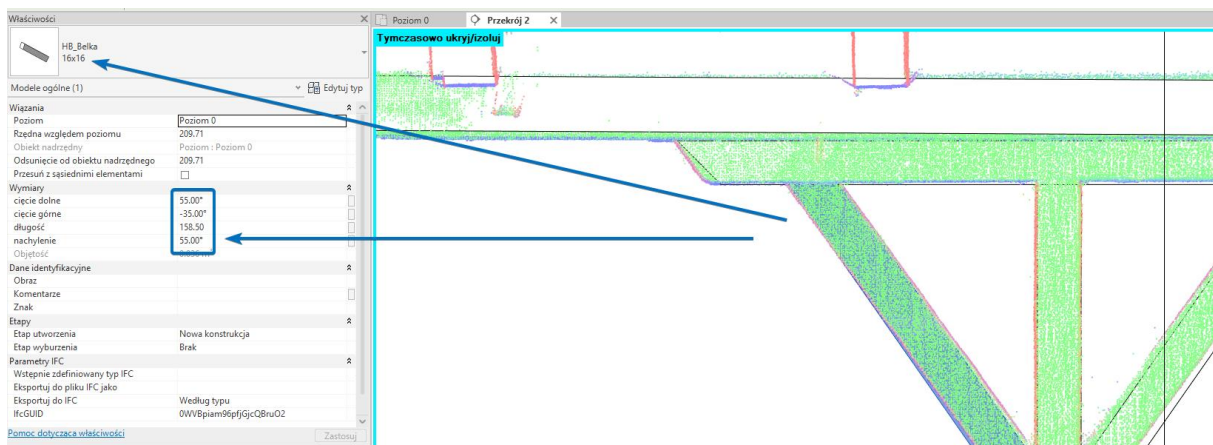 Właściwości
Poziom 0
Przekrój 2
HB_Belka
16x16
Tymczasowo ukryj/izoluj
Modele ogólne (1)
Edytuj typ
Wiązania
Poziom Poziom 0
Rzędna względem poziomu 209.71
Obiekt nadrzędny Poziom : Poziom 0
Odsunięcie od obiektu nadrzędnego 209.71
Przesuń z sąsiednimi elementami
Wymiary
cięcie dolne 55.00°
cięcie górne -35.00°
długość 158.50
nachylenie 55.00°
Objętość
Dane identyfikacyjne
Obraz
Komentarze
Znak
Etapy
Etap utworzenia Nowa konstrukcja
Etap wyburzenia Brak
Parametry IFC
Wstępnie zdefiniowany typ IFC
Eksportuj do pliku IFC jako
Eksportuj do IFC Według typu
IfcGUID
Pomoc dotycząca właściwości
Zastosuj